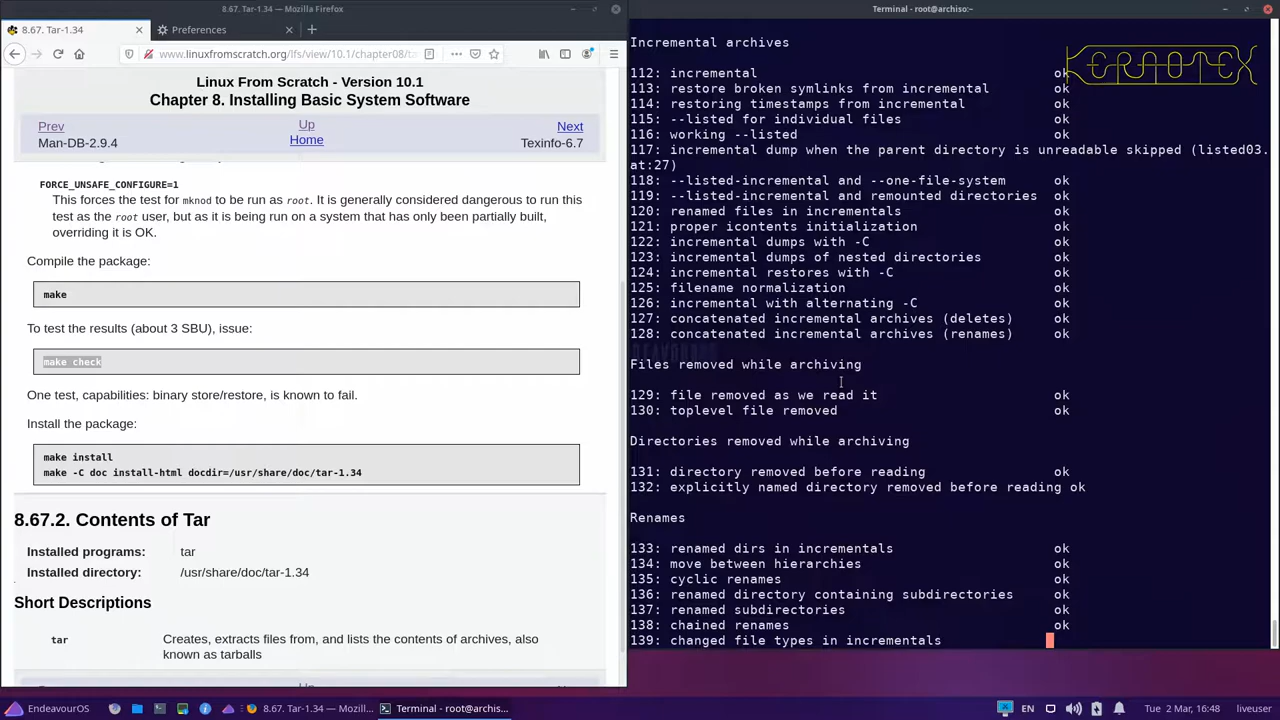 8.67. Tar-1.34 — Mozilla Firefox
8.67. Tar-1.34
Preferences
www.linuxfromscratch.org/lfs/view/10.1/chapter08/ta
Linux From Scratch - Version 10.1
Chapter 8. Installing Basic System Software
Prev
Up
Next
Man-DB-2.9.4
Home
Texinfo-6.7
FORCE_UNSAFE_CONFIGURE=1
This forces the test for mknod to be run as root. It is generally considered dangerous to run this
test as the root user, but as it is being run on a system that has only been partially built,
overriding it is OK.
Compile the package:
make
To test the results (about 3 SBU), issue:
make check
One test, capabilities: binary store/restore, is known to fail.
Install the package:
make install
make -C doc install-html docdir=/usr/share/doc/tar-1.34
8.67.2. Contents of Tar
Installed programs: tar
Installed directory: /usr/share/doc/tar-1.34
Short Descriptions
tar Creates, extracts files from, and lists the contents of archives, also
known as tarballs
Terminal - root@archiso:~
KERAOTEX
Incremental archives
112: incremental ok
113: restore broken symlinks from incremental ok
114: restoring timestamps from incremental ok
115: --listed for individual files ok
116: working --listed ok
117: incremental dump when the parent directory is unreadable skipped (listed03.
at:27)
118: --listed-incremental and --one-file-system ok
119: --listed-incremental and remounted directories ok
120: renamed files in incrementals ok
121: proper icontents initialization ok
122: incremental dumps with -C ok
123: incremental dumps of nested directories ok
124: incremental restores with -C ok
125: filename normalization ok
126: incremental with alternating -C ok
127: concatenated incremental archives (deletes) ok
128: concatenated incremental archives (renames) ok
Files removed while archiving
129: file removed as we read it ok
130: toplevel file removed ok
Directories removed while archiving
131: directory removed before reading ok
132: explicitly named directory removed before reading ok
Renames
133: renamed dirs in incrementals ok
134: move between hierarchies ok
135: cyclic renames ok
136: renamed directory containing subdirectories ok
137: renamed subdirectories ok
138: chained renames ok
139: changed file types in incrementals
EndeavourOS
8.67. Tar-1.34 — Mozill...
Terminal - root@archis...
EN
Tue 2 Mar, 16:48
liveuser